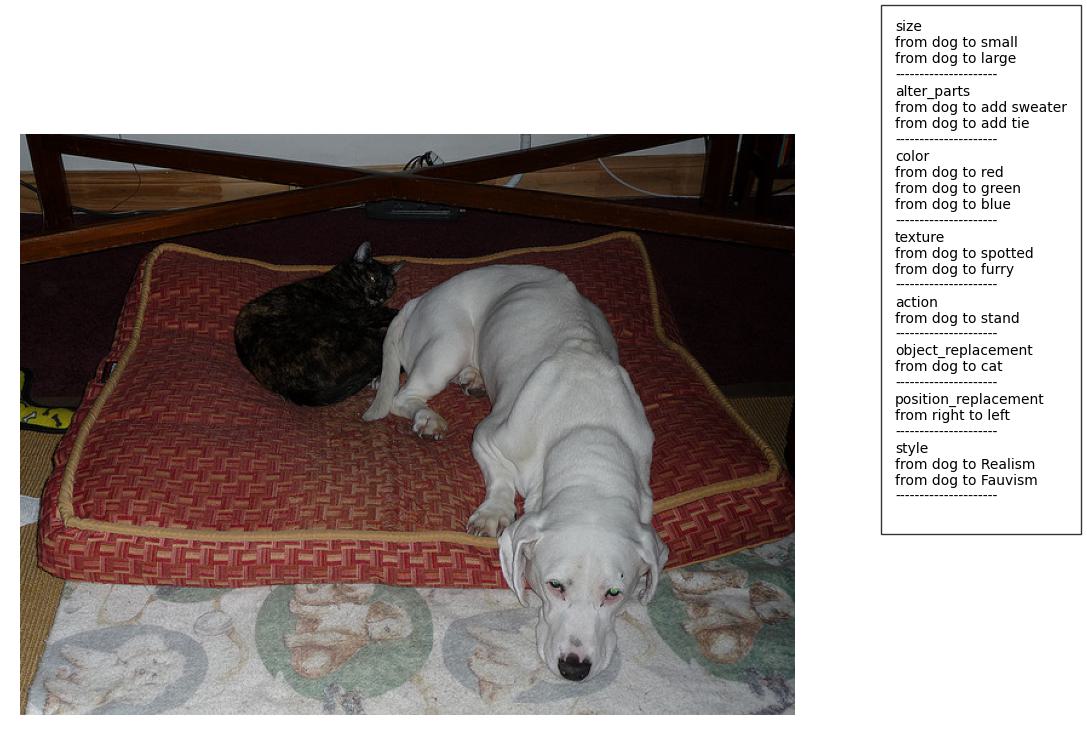 size
from dog to small
from dog to large
---------------------
alter_parts
from dog to add sweater
from dog to add tie
---------------------
color
from dog to red
from dog to green
from dog to blue
---------------------
texture
from dog to spotted
from dog to furry
---------------------
action
from dog to stand
---------------------
object_replacement
from dog to cat
---------------------
position_replacement
from right to left
---------------------
style
from dog to Realism
from dog to Fauvism
---------------------